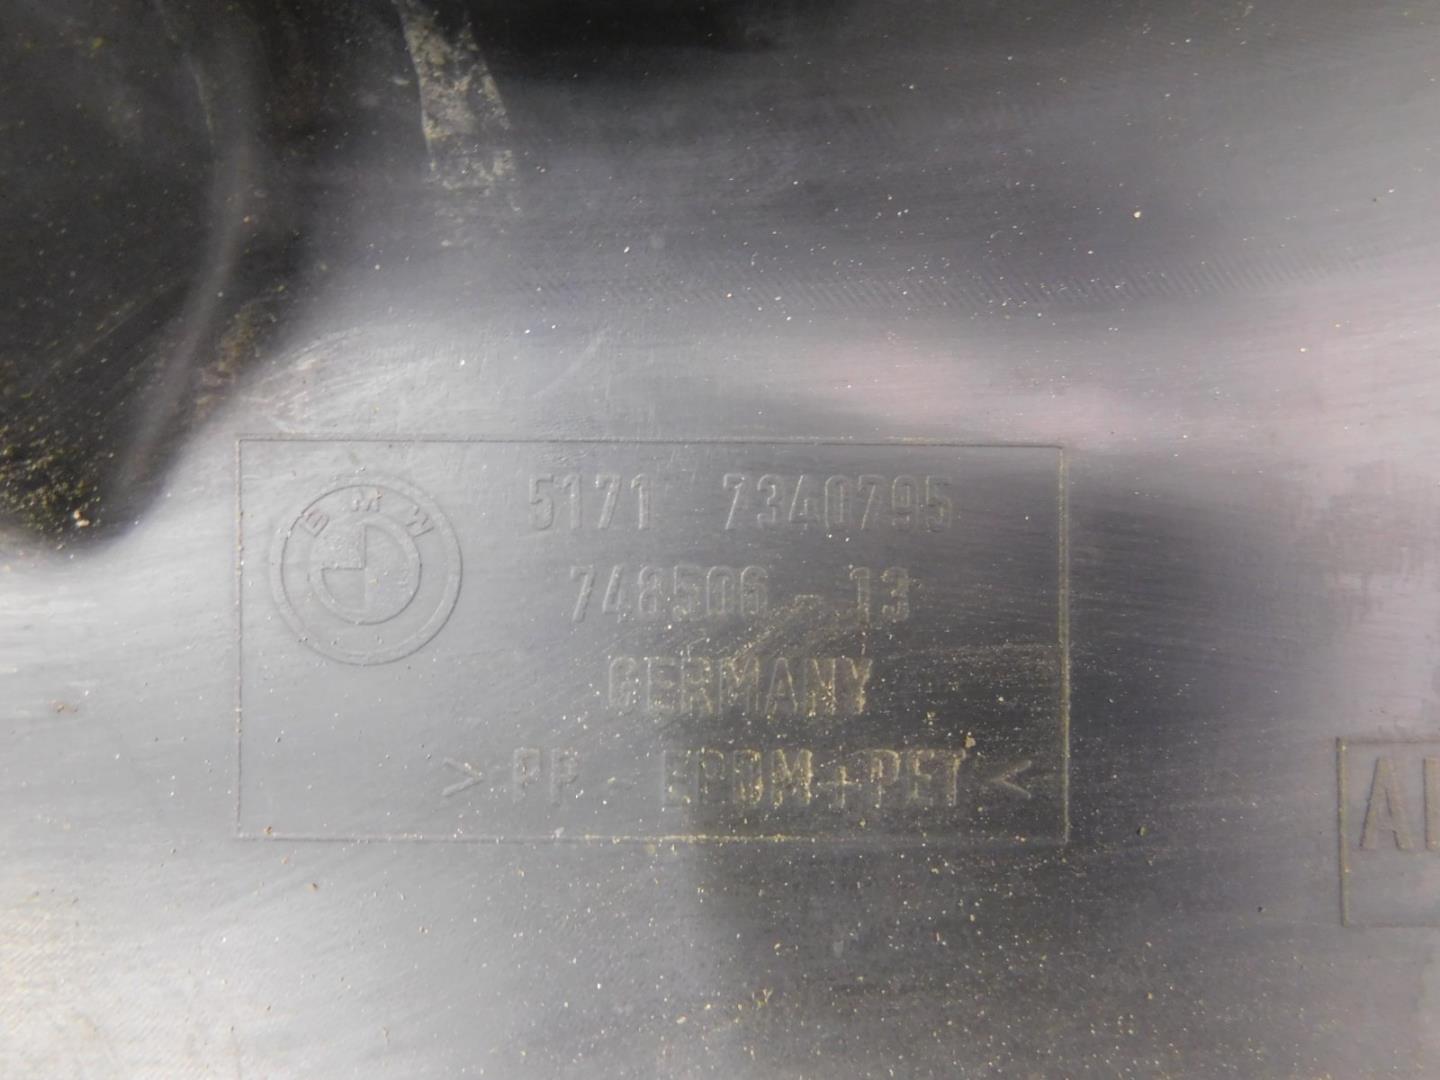 BMW
5171 7340795
748506 - 13
GERMANY
> PP - EPDM+PET <